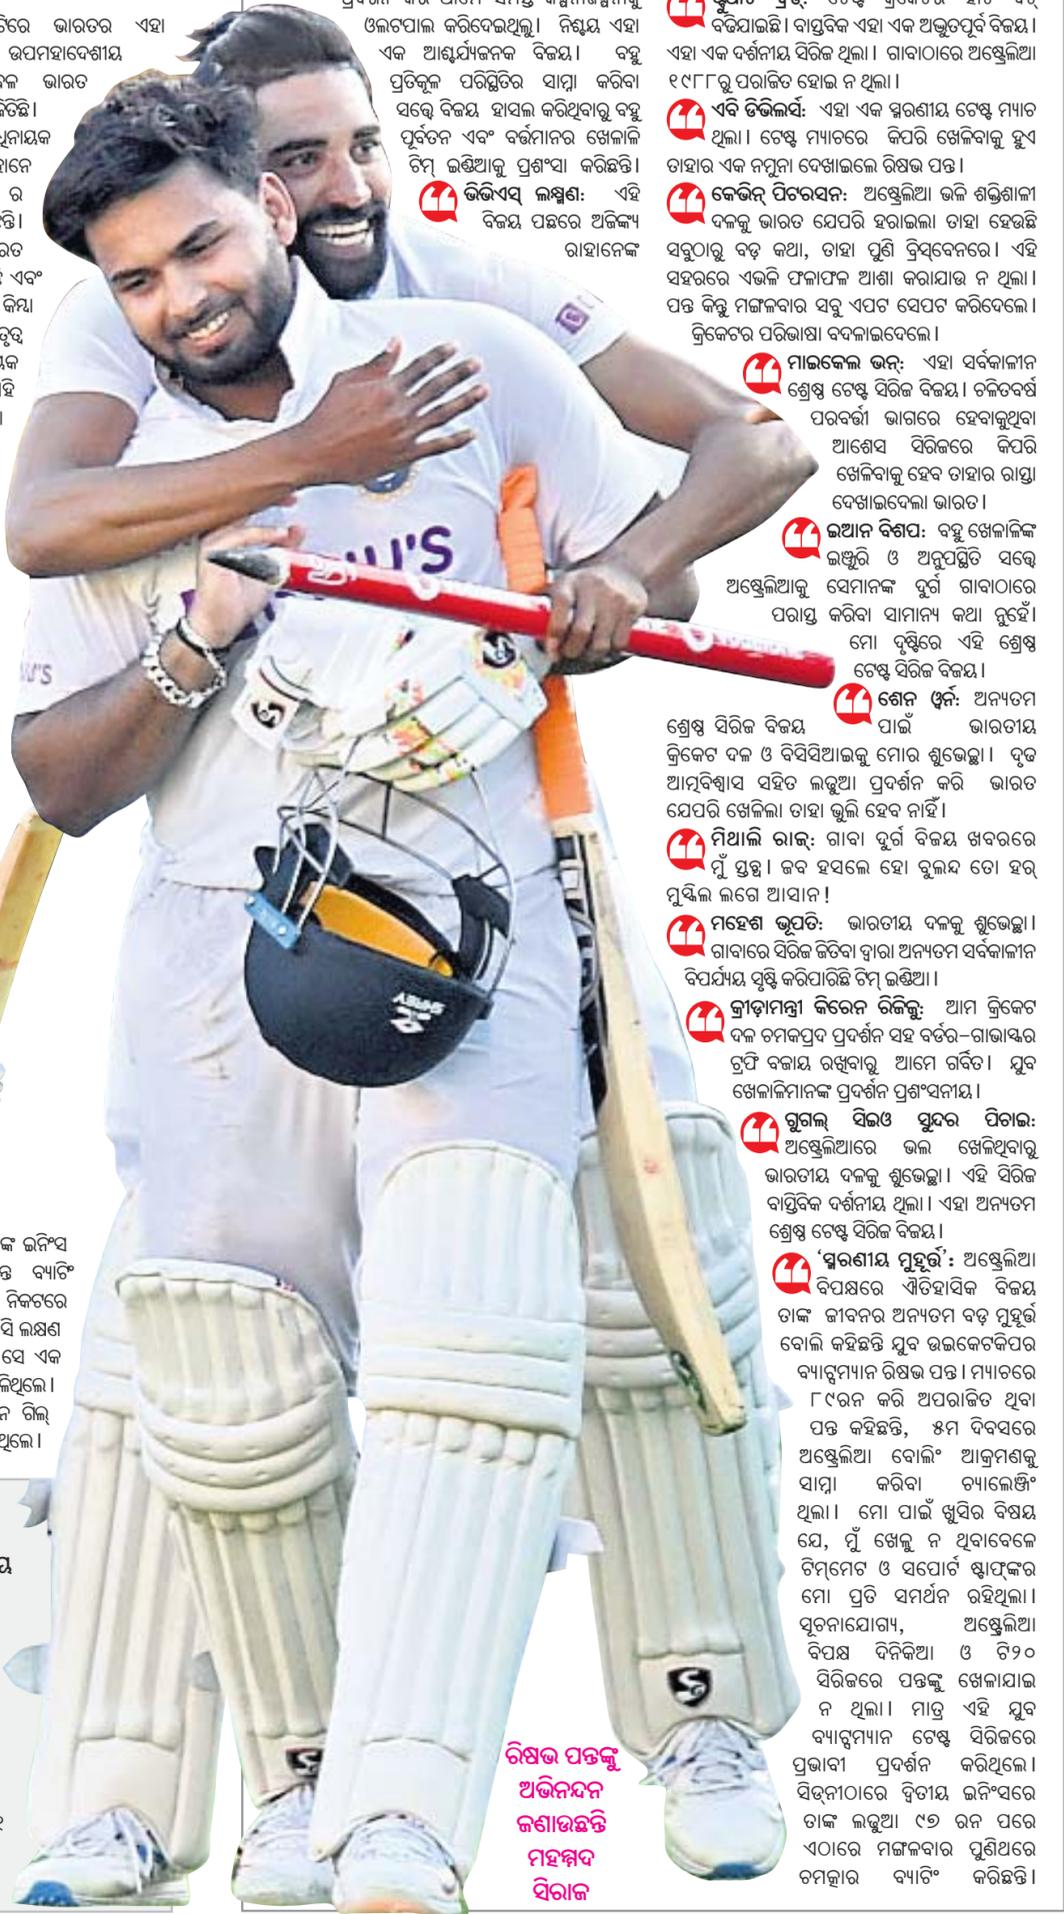 ଭାରତର ଏହା
ଉପମହାଦେଶୀୟ
ଭାରତ
ଏବଂ
କିମ୍ବା
ଓଲଟପାଲ କରିଦେଇଥିଲୁ। ନିଶ୍ଚୟ ଏହା
ଏକ ଆଶ୍ଚର୍ଯ୍ୟଜନକ ବିଜୟ। ବହୁ
ପ୍ରତିକୂଳ ପରିସ୍ଥିତିର ସାମ୍ନା କରିବା
ସତ୍ତ୍ୱେ ବିଜୟ ହାସଲ କରିଥିବାରୁ ବହୁ
ପୂର୍ବତନ ଏବଂ ବର୍ତ୍ତମାନର ଖେଳାଳି
ଟିମ୍ ଇଣ୍ଡିଆକୁ ପ୍ରଶଂସା କରିଛନ୍ତି।
ଭିଭିଏସ୍ ଲକ୍ଷ୍ମଣ: ଏହି
ବିଜୟ ପଛରେ ଅଜିଙ୍କ୍ୟ
ରାହାନେଙ୍କ
ଙ୍କ ଇନିଂସ
ବ୍ୟାଟିଂ
ନିକଟରେ
ଲକ୍ଷଣ
ସେ ଏକ
ଗିଲ୍
ଥିଲେ।
ରିଷଭ ପନ୍ତଙ୍କୁ
ଅଭିନନ୍ଦନ
ଜଣାଉଛନ୍ତି
ମହମ୍ମଦ
ସିରାଜ
ବଢିଯାଇଛି। ବାସ୍ତବିକ ଏହା ଏକ ଅଦ୍ଭୁତପୂର୍ବ ବିଜୟ।
ଏହା ଏକ ଦର୍ଶନୀୟ ସିରିଜ ଥିଲା। ଗାବାଠାରେ ଅଷ୍ଟ୍ରେଲିଆ
୧୯୮୮ରୁ ପରାଜିତ ହୋଇ ନ ଥିଲା।
ଏବି ଡିଭିଲର୍ସ: ଏହା ଏକ ସ୍ମରଣୀୟ ଟେଷ୍ଟ ମ୍ୟାଚ
ଥିଲା। ଟେଷ୍ଟ ମ୍ୟାଚରେ କିପରି ଖେଳିବାକୁ ହୁଏ
ତାହାର ଏକ ନମୁନା ଦେଖାଇଲେ ରିଷଭ ପନ୍ତ।
କେଭିନ୍ ପିଟରସନ: ଅଷ୍ଟ୍ରେଲିଆ ଭଳି ଶକ୍ତିଶାଳୀ
ଦଳକୁ ଭାରତ ଯେପରି ହରାଇଲା ତାହା ହେଉଛି
ସବୁଠାରୁ ବଡ଼ କଥା, ତାହା ପୁଣି ବ୍ରିସ୍‌ବେନରେ। ଏହି
ସହରରେ ଏଭଳି ଫଳାଫଳ ଆଶା କରାଯାଉ ନ ଥିଲା।
ପନ୍ତ କିନ୍ତୁ ମଙ୍ଗଳବାର ସବୁ ଏପଟ ସେପଟ କରିଦେଲେ।
କ୍ରିକେଟର ପରିଭାଷା ବଦଳାଇଦେଲେ।
ମାଇକେଲ ଭନ୍: ଏହା ସର୍ବକାଳୀନ
ଶ୍ରେଷ୍ଠ ଟେଷ୍ଟ ସିରିଜ ବିଜୟ। ଚଳିତବର୍ଷ
ପରବର୍ତ୍ତୀ ଭାଗରେ ହେବାକୁଥିବା
ଆଶେସ ସିରିଜରେ କିପରି
ଖେଳିବାକୁ ହେବ ତାହାର ରାସ୍ତା
ଦେଖାଇଦେଲା ଭାରତ।
ଇଆନ ବିଶପ: ବହୁ ଖେଳାଳିଙ୍କ
ଇଞ୍ଜୁରି ଓ ଅନୁପସ୍ଥିତି ସତ୍ତ୍ୱେ
ଅଷ୍ଟ୍ରେଲିଆକୁ ସେମାନଙ୍କ ଦୁର୍ଗ ଗାବାଠାରେ
ପରାସ୍ତ କରିବା ସାମାନ୍ୟ କଥା ନୁହେଁ।
ମୋ ଦୃଷ୍ଟିରେ ଏହି ଶ୍ରେଷ୍ଠ
ଟେଷ୍ଟ ସିରିଜ ବିଜୟ।
ଶେନ ୱାର୍ନ: ଅନ୍ୟତମ
ଶ୍ରେଷ୍ଠ ସିରିଜ ବିଜୟ ପାଇଁ ଭାରତୀୟ
କ୍ରିକେଟ ଦଳ ଓ ବିସିସିଆଇକୁ ମୋର ଶୁଭେଚ୍ଛା। ଦୃଢ
ଆତ୍ମବିଶ୍ୱାସ ସହିତ ଲଢୁଆ ପ୍ରଦର୍ଶନ କରି ଭାରତ
ଯେପରି ଖେଳିଲା ତାହା ଭୁଲି ହେବ ନାହିଁ।
ମିଥାଲି ରାଜ୍: ଗାବା ଦୁର୍ଗ ବିଜୟ ଖବରରେ
ମୁଁ ସ୍ତବ୍ଧ। ଜବ ହସଲେ ହୋ ବୁଲନ୍ଦ ତୋ ହର୍
ମୁସ୍କିଲ ଲଗେ ଆସାନ!
ମହେଶ ଭୂପତି: ଭାରତୀୟ ଦଳକୁ ଶୁଭେଚ୍ଛା।
ଗାବାରେ ସିରିଜ ଜିତିବା ଦ୍ୱାରା ଅନ୍ୟତମ ସର୍ବକାଳୀନ
ବିପର୍ଯ୍ୟୟ ସୃଷ୍ଟି କରିପାରିଛି ଟିମ୍ ଇଣ୍ଡିଆ।
କ୍ରୀଡ଼ାମନ୍ତ୍ରୀ କିରେନ ରିଜିଜୁ: ଆମ କ୍ରିକେଟ
ଦଳ ଚମକପ୍ରଦ ପ୍ରଦର୍ଶନ ସହ ବର୍ଡର-ଗାଭାସ୍କର
ଟ୍ରଫି ବଜାୟ ରଖିବାରୁ ଆମେ ଗର୍ବିତ। ଯୁବ
ଖେଳାଳିମାନଙ୍କ ପ୍ରଦର୍ଶନ ପ୍ରଶଂସନୀୟ।
ଗୁଗଲ୍ ସିଇଓ ସୁନ୍ଦର ପିଚାଇ:
ଅଷ୍ଟ୍ରେଲିଆରେ ଭଲ ଖେଳିଥିବାରୁ
ଭାରତୀୟ ଦଳକୁ ଶୁଭେଚ୍ଛା। ଏହି ସିରିଜ
ବାସ୍ତିବିକ ଦର୍ଶନୀୟ ଥିଲା। ଏହା ଅନ୍ୟତମ
ଶ୍ରେଷ୍ଠ ଟେଷ୍ଟ ସିରିଜ ବିଜୟ।
‘ସ୍ମରଣୀୟ ମୁହୂର୍ତ୍ତ’: ଅଷ୍ଟ୍ରେଲିଆ
ବିପକ୍ଷରେ ଐତିହାସିକ ବିଜୟ
ତାଙ୍କ ଜୀବନର ଅନ୍ୟତମ ବଡ଼ ମୁହୂର୍ତ୍ତ
ବୋଲି କହିଛନ୍ତି ଯୁବ ଉଇକେଟକିପର
ବ୍ୟାଟ୍ସମ୍ୟାନ ରିଷଭ ପନ୍ତ। ମ୍ୟାଚରେ
୮୯ରନ କରି ଅପରାଜିତ ଥିବା
ପନ୍ତ କହିଛନ୍ତି, ୫ମ ଦିବସରେ
ଅଷ୍ଟ୍ରେଲିଆ ବୋଲିଂ ଆକ୍ରମଣକୁ
ସାମ୍ନା କରିବା ଚ୍ୟାଲେଞ୍ଜିଂ
ଥିଲା। ମୋ ପାଇଁ ଖୁସିର ବିଷୟ
ଯେ, ମୁଁ ଖେଳୁ ନ ଥିବାବେଳେ
ଟିମ୍‌ମେଟ ଓ ସପୋର୍ଟ ଷ୍ଟାଫ୍‌ଙ୍କର
ମୋ ପ୍ରତି ସମର୍ଥନ ରହିଥିଲା।
ସୂଚନାଯୋଗ୍ୟ, ଅଷ୍ଟ୍ରେଲିଆ
ବିପକ୍ଷ ଦିନିକିଆ ଓ ଟି୨୦
ସିରିଜରେ ପନ୍ତଙ୍କୁ ଖେଳାଯାଇ
ନ ଥିଲା। ମାତ୍ର ଏହି ଯୁବ
ବ୍ୟାଟ୍ସମ୍ୟାନ ଟେଷ୍ଟ ସିରିଜରେ
ପ୍ରଭାବୀ ପ୍ରଦର୍ଶନ କରିଥିଲେ।
ସିଡ୍‌ନୀଠାରେ ଦ୍ୱିତୀୟ ଇନିଂସରେ
ତାଙ୍କ ଲଢୁଆ ୯୭ ରନ ପରେ
ଏଠାରେ ମଙ୍ଗଳବାର ପୁଣିଥରେ
ଚମତ୍କାର ବ୍ୟାଟିଂ କରିଛନ୍ତି।